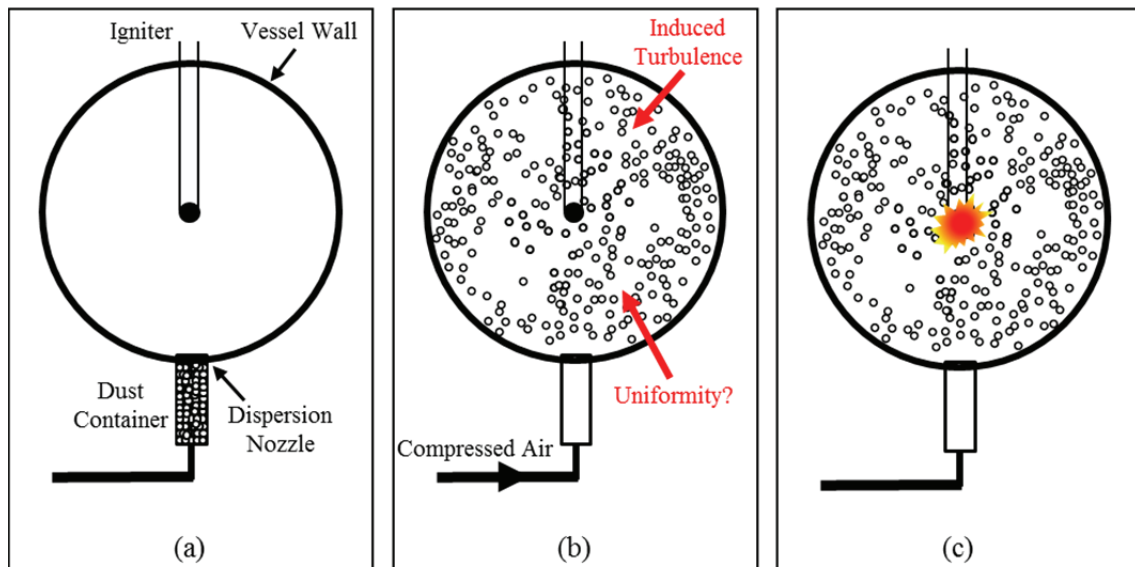 Igniter
Vessel Wall
Dust
Container
Dispersion
Nozzle
(a)
Induced
Turbulence
Uniformity?
Compressed Air
(b)
(c)